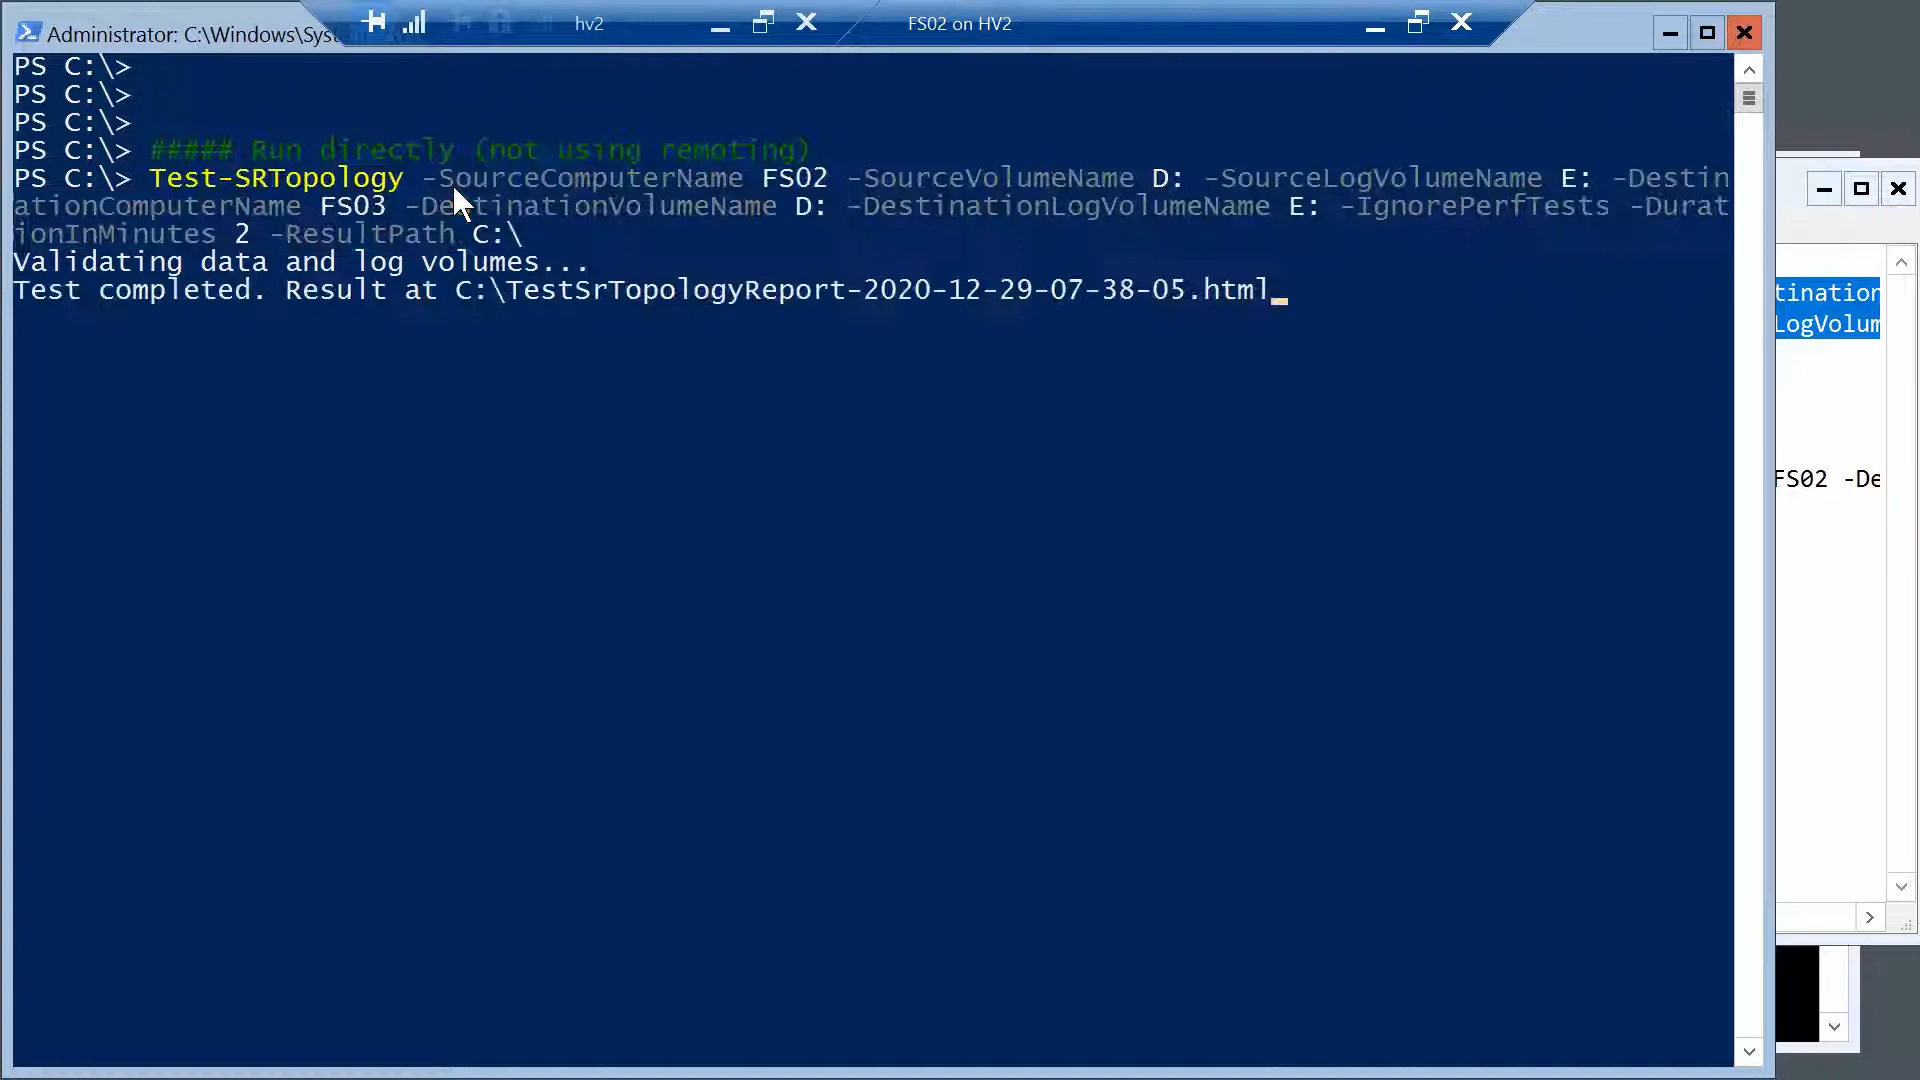 Administrator: C:\Windows\Syst
hv2
FS02 on HV2
PS C:\>
PS C:\>
PS C:\>
PS C:\> ##### Run directly (not using remoting)
PS C:\> Test-SRTopology -SourceComputerName FS02 -SourceVolumeName D: -SourceLogVolumeName E: -Destin
ationComputerName FS03 -DestinationVolumeName D: -DestinationLogVolumeName E: -IgnorePerfTests -Durat
ionInMinutes 2 -ResultPath C:\
Validating data and log volumes...
Test completed. Result at C:\TestSrTopologyReport-2020-12-29-07-38-05.html
tination
LogVolum
FS02 -De